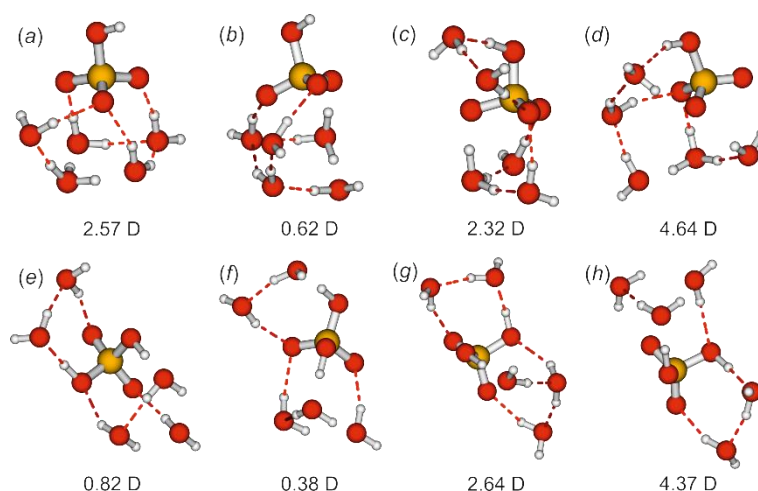 (a) (b) (c) (d)
2.57 D 0.62 D 2.32 D 4.64 D
(e) (f) (g) (h)
0.82 D 0.38 D 2.64 D 4.37 D